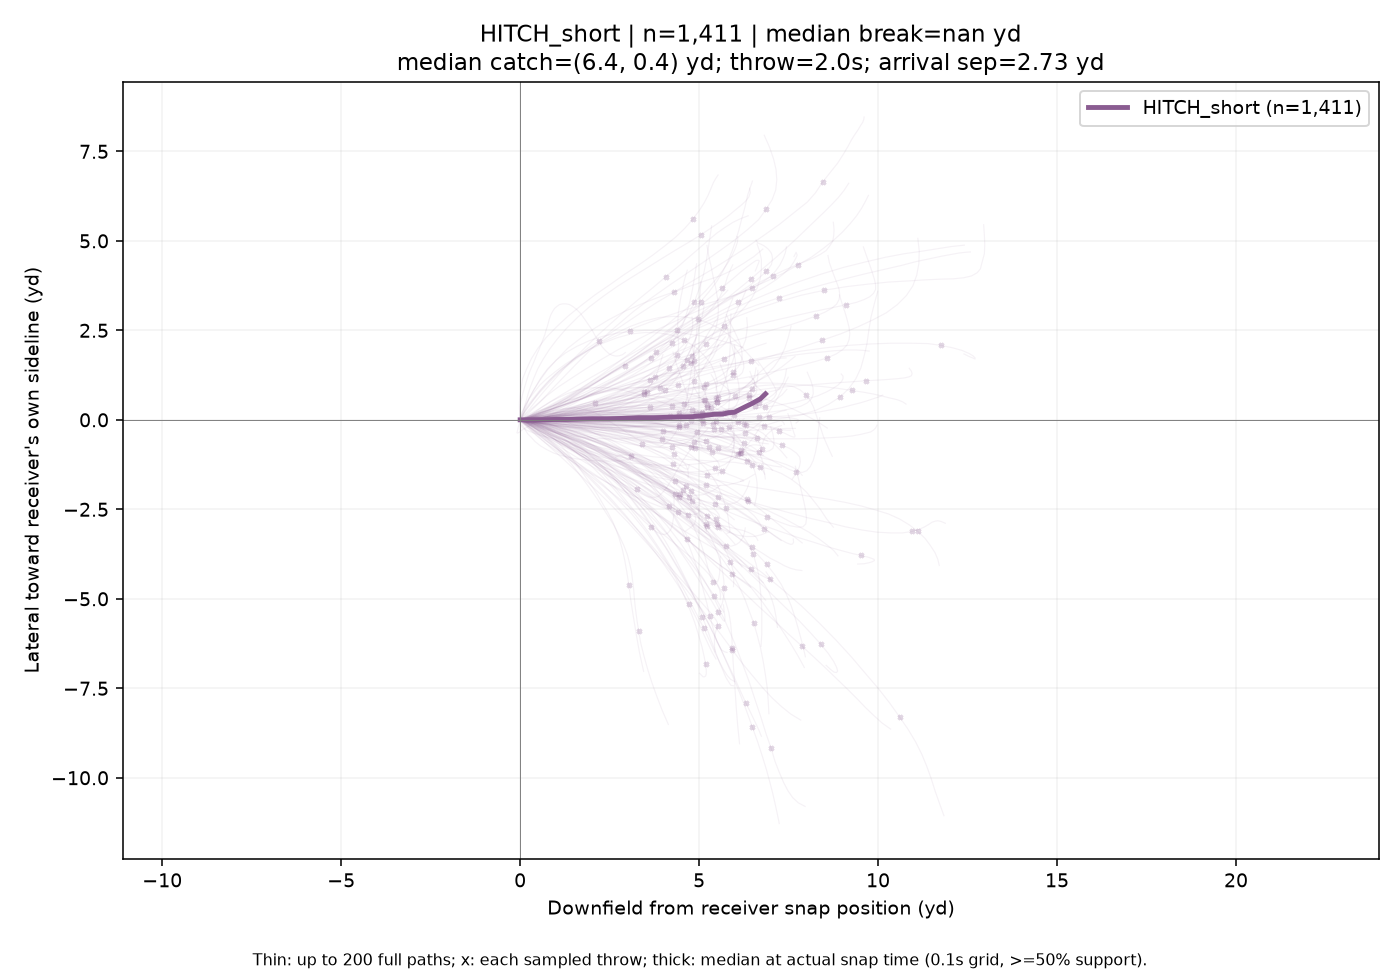 HITCH_short | n=1,411 | median break=nan yd
median catch=(6.4, 0.4) yd; throw=2.0s; arrival sep=2.73 yd
HITCH_short (n=1,411)
Lateral toward receiver's own sideline (yd)
7.5
5.0
2.5
0.0
−2.5
−5.0
−7.5
−10.0
−10
−5
0
5
10
15
20
Downfield from receiver snap position (yd)
Thin: up to 200 full paths; x: each sampled throw; thick: median at actual snap time (0.1s grid, >=50% support).